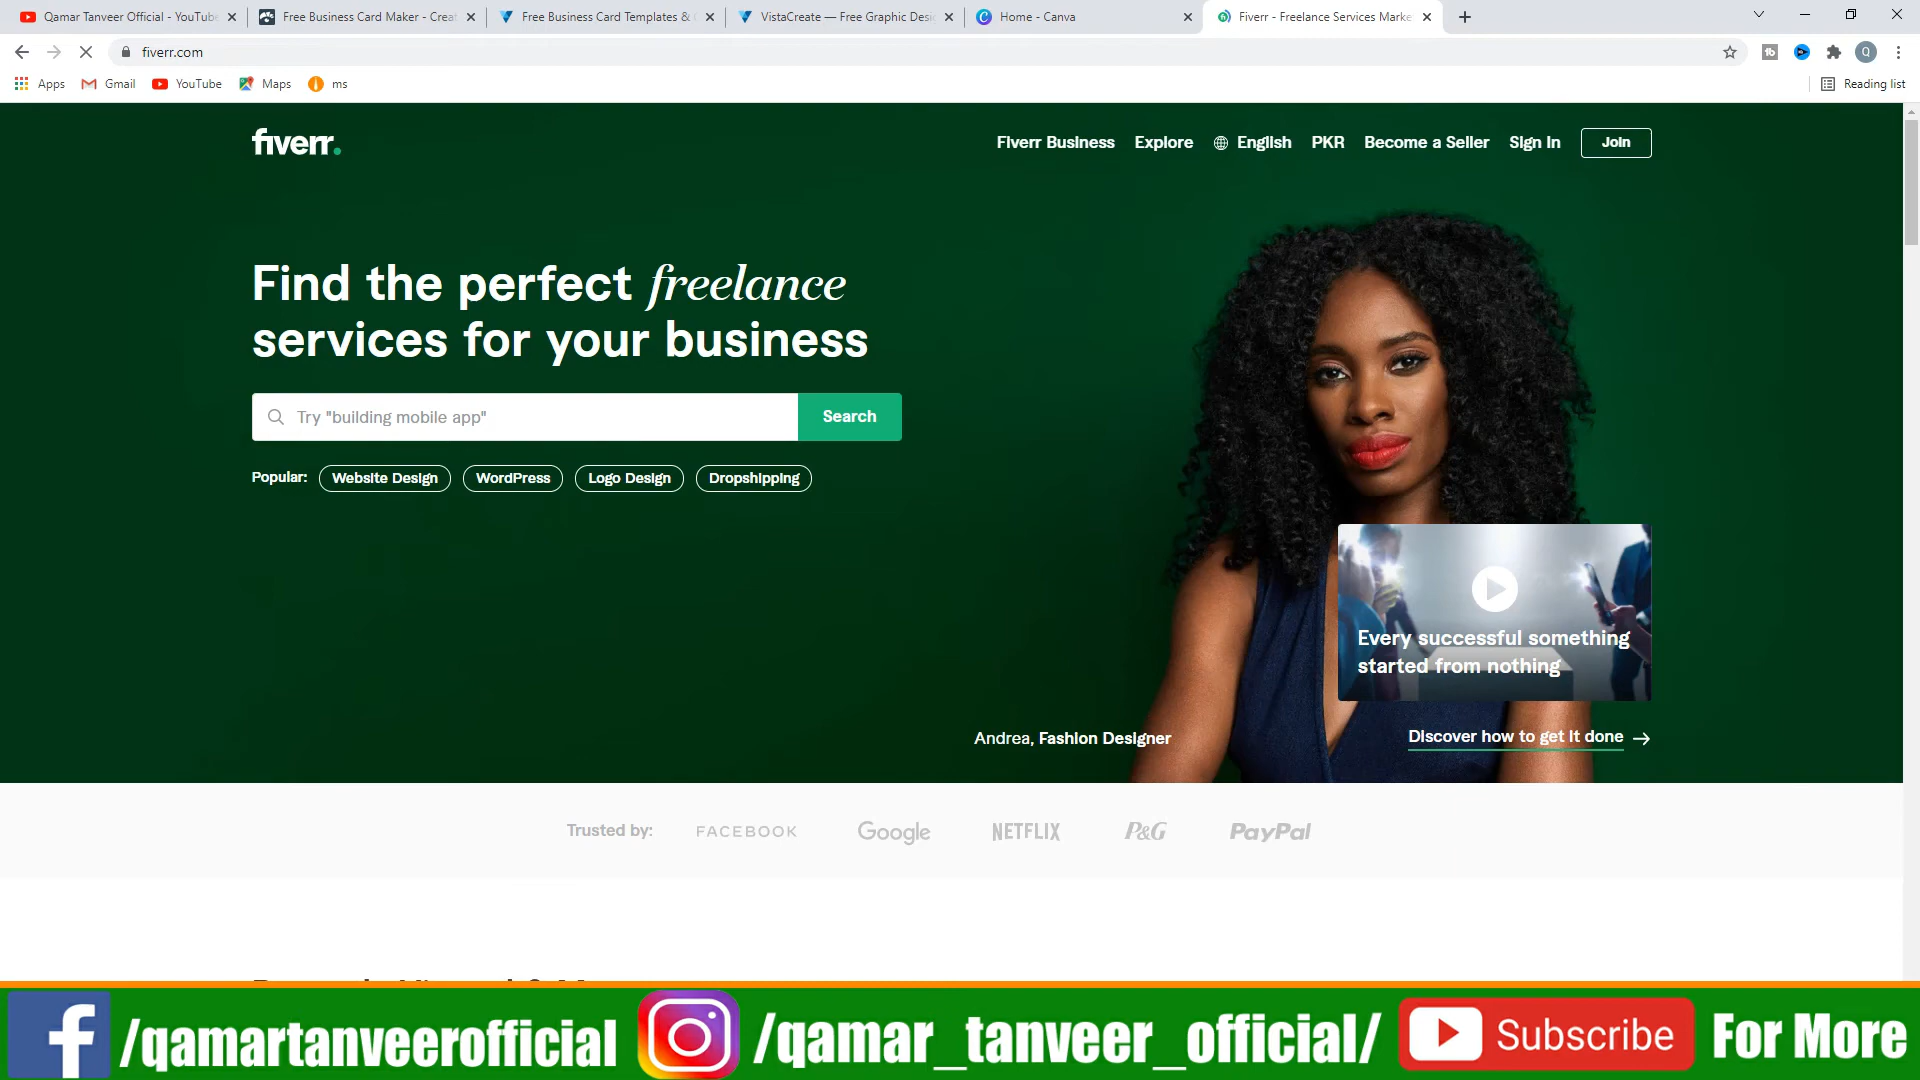 Qamar Tanveer Official - YouTube
Free Business Card Maker - Creat
Free Business Card Templates &
VistaCreate — Free Graphic Desi
Home - Canva
Fiverr - Freelance Services Marke
fiverr.com
Apps
Gmail
YouTube
Maps
ms
Reading list
fiverr.
Fiverr Business
Explore
English
PKR
Become a Seller
Sign In
Join
Find the perfect freelance
services for your business
Try "building mobile app"
Search
Popular:
Website Design
WordPress
Logo Design
Dropshipping
Every successful something
started from nothing
Andrea, Fashion Designer
Discover how to get it done
Trusted by:
FACEBOOK
Google
NETFLIX
P&G
PayPal
/qamartanveerofficial
/qamar_tanveer_official/
Subscribe
For More